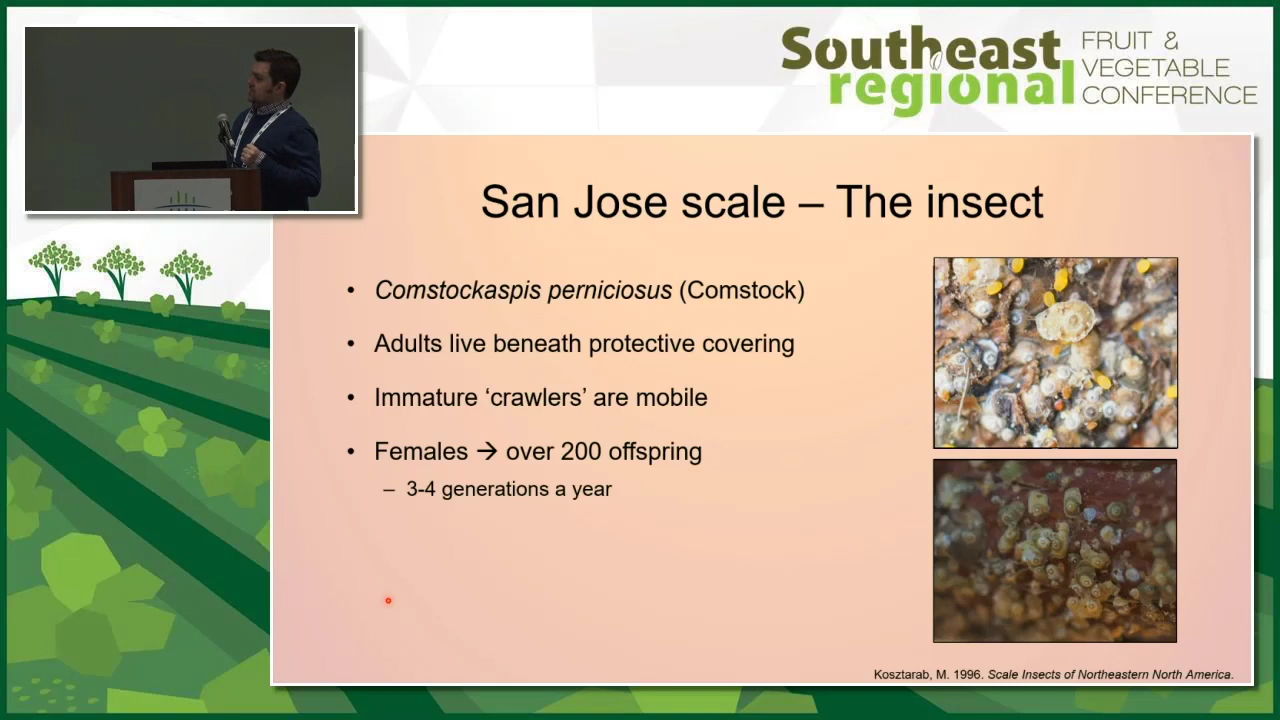 Southeast
regional
FRUIT &
VEGETABLE
CONFERENCE
San Jose scale – The insect
• Comstockaspis perniciosus (Comstock)
• Adults live beneath protective covering
• Immature ‘crawlers’ are mobile
• Females → over 200 offspring
– 3-4 generations a year
Kosztarab, M. 1996. Scale Insects of Northeastern North America.